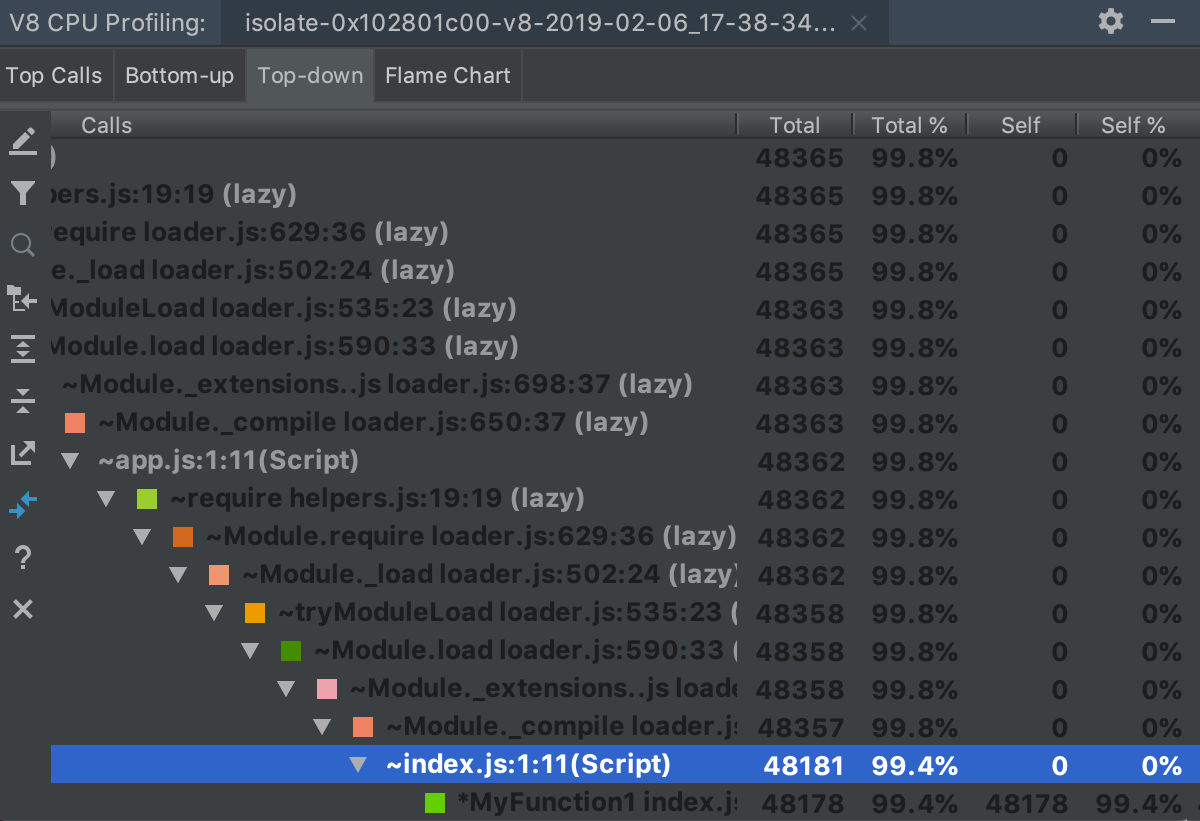 V8 CPU Profiling: isolate-0x102801c00-v8-2019-02-06_17-38-34...
Top Calls Bottom-up Top-down Flame Chart
Calls Total Total % Self Self %
) 48365 99.8% 0 0%
pers.js:19:19 (lazy) 48365 99.8% 0 0%
require loader.js:629:36 (lazy) 48365 99.8% 0 0%
e._load loader.js:502:24 (lazy) 48365 99.8% 0 0%
ModuleLoad loader.js:535:23 (lazy) 48363 99.8% 0 0%
Module.load loader.js:590:33 (lazy) 48363 99.8% 0 0%
~Module._extensions..js loader.js:698:37 (lazy) 48363 99.8% 0 0%
~Module._compile loader.js:650:37 (lazy) 48363 99.8% 0 0%
~app.js:1:11(Script) 48362 99.8% 0 0%
~require helpers.js:19:19 (lazy) 48362 99.8% 0 0%
~Module.require loader.js:629:36 (lazy) 48362 99.8% 0 0%
~Module._load loader.js:502:24 (lazy) 48362 99.8% 0 0%
~tryModuleLoad loader.js:535:23 ( 48358 99.8% 0 0%
~Module.load loader.js:590:33 ( 48358 99.8% 0 0%
~Module._extensions..js loade 48358 99.8% 0 0%
~Module._compile loader.js 48357 99.8% 0 0%
~index.js:1:11(Script) 48181 99.4% 0 0%
*MyFunction1 index.js 48178 99.4% 48178 99.4%